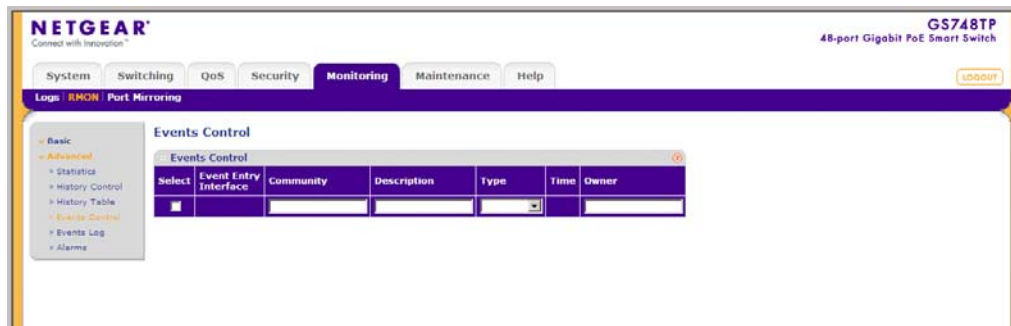 NETGEAR
Connect with Innovation™
GS748TP
48-port Gigabit PoE Smart Switch
System Switching QoS Security Monitoring Maintenance Help
LOGOUT
Logs RMON Port Mirroring
Basic
Advanced
Statistics
History Control
History Table
Events Control
Events Log
Alarms
Events Control
Events Control
Select Event Entry Interface Community Description Type Time Owner